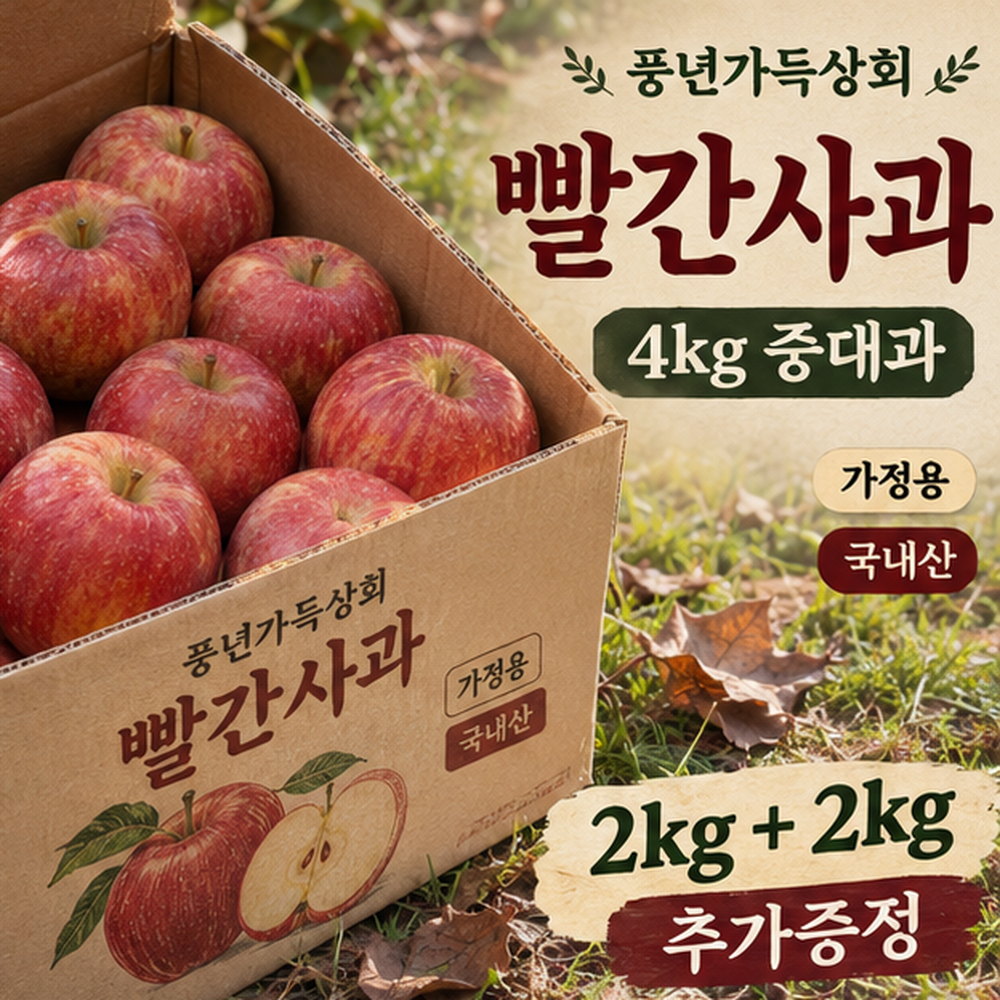 풍년가득상회
빨간사과
4kg 중대과
가정용
국내산
풍년가득상회
빨간사과
가정용
국내산
2kg + 2kg
추가증정